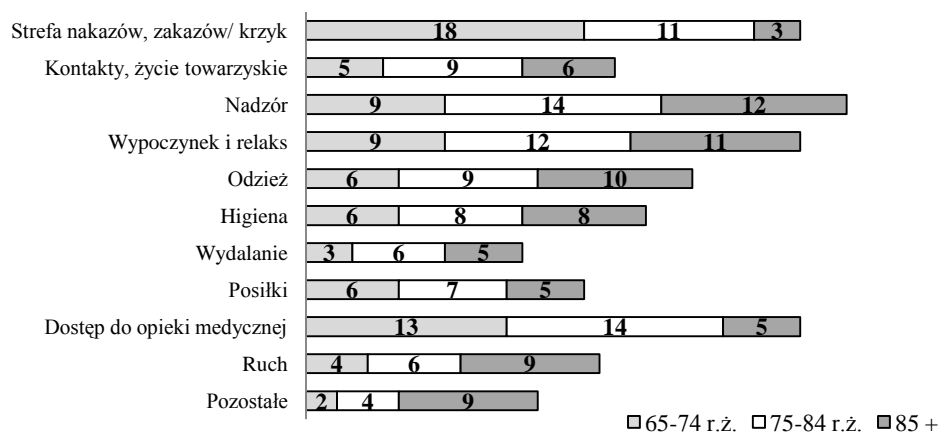 Strefa nakazów, zakazów/ krzyk 18 11 3
Kontakty, życie towarzyskie 5 9 6
Nadzór 9 14 12
Wypoczynek i relaks 9 12 11
Odzież 6 9 10
Higiena 6 8 8
Wydalanie 3 6 5
Posiłki 6 7 5
Dostęp do opieki medycznej 13 14 5
Ruch 4 6 9
Pozostałe 2 4 9
65-74 r.ż. 75-84 r.ż. 85 +